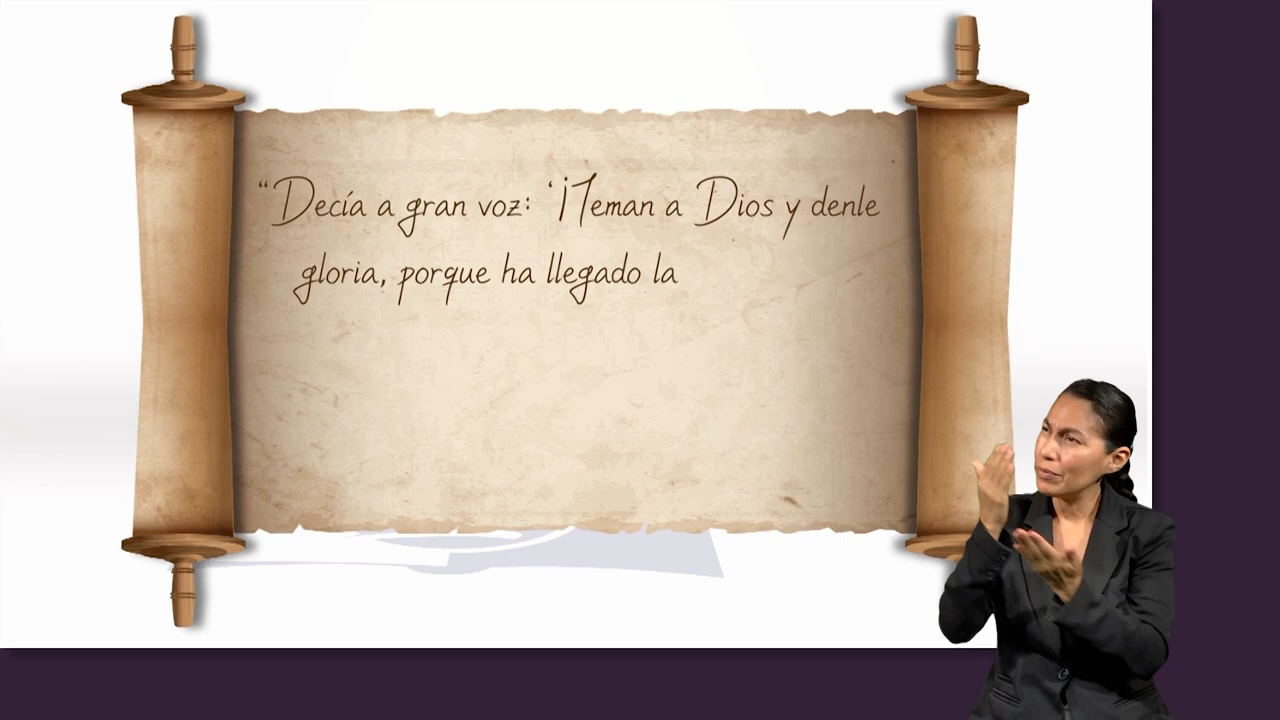 “Decía a gran voz: ‘¡Teman a Dios y denle
gloria, porque ha llegado la